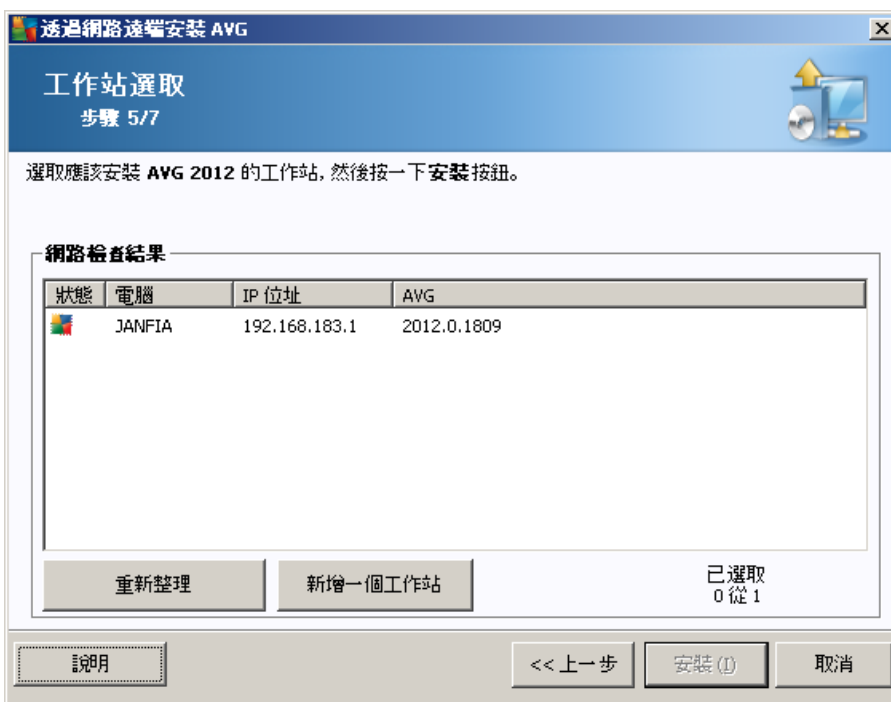 透過網路遠端安裝 AVG
工作站選取
步驟 5/7
選取應該安裝 AVG 2012 的工作站, 然後按一下安裝按鈕。
網路檢查結果
狀態 電腦 IP 位址 AVG
JANFIA 192.168.183.1 2012.0.1809
重新整理 新增一個工作站 已選取
0 從 1
說明 << 上一步 安裝(I) 取消